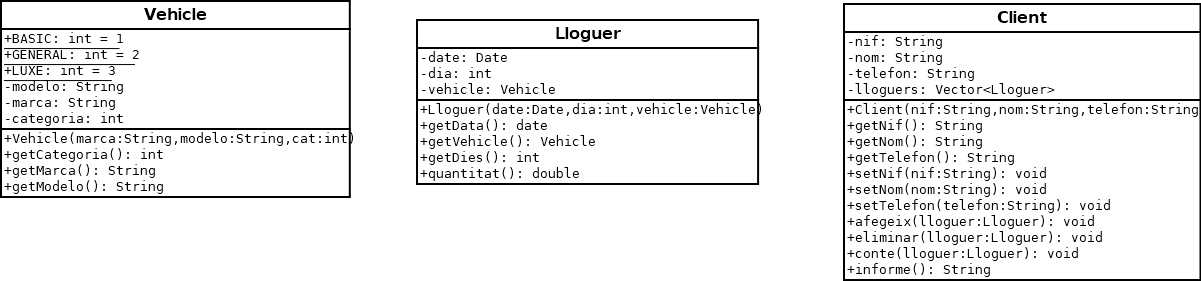 Vehicle
+BASIC: int = 1
+GENERAL: int = 2
+LUXE: int = 3
-modelo: String
-marca: String
-categoria: int
+Vehicle(marca:String,modelo:String,cat:int)
+getCategoria(): int
+getMarca(): String
+getModelo(): String
Lloguer
-date: Date
-dia: int
-vehicle: Vehicle
+Lloguer(date:Date,dia:int,vehicle:Vehicle)
+getData(): date
+getVehicle(): Vehicle
+getDies(): int
+quantitat(): double
Client
-nif: String
-nom: String
-telefon: String
-lloguers: Vector<Lloguer>
+Client(nif:String,nom:String,telefon:String
+getNif(): String
+getNom(): String
+getTelefon(): String
+setNif(nif:String): void
+setNom(nom:String): void
+setTelefon(telefon:String): void
+afegeix(lloguer:Lloguer): void
+eliminar(lloguer:Lloguer): void
+conte(lloguer:Lloguer): void
+informe(): String